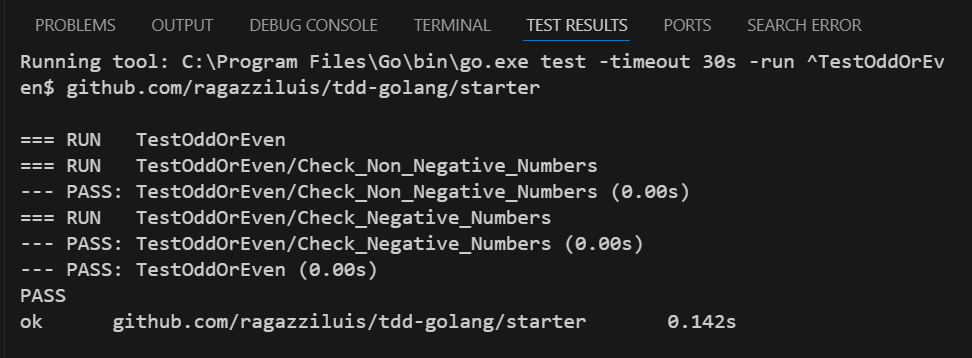 PROBLEMS OUTPUT DEBUG CONSOLE TERMINAL TEST RESULTS PORTS SEARCH ERROR
Running tool: C:\Program Files\Go\bin\go.exe test -timeout 30s -run ^TestOddOrEv
en$ github.com/ragazziluis/tdd-golang/starter
=== RUN   TestOddOrEven
=== RUN   TestOddOrEven/Check_Non_Negative_Numbers
--- PASS: TestOddOrEven/Check_Non_Negative_Numbers (0.00s)
=== RUN   TestOddOrEven/Check_Negative_Numbers
--- PASS: TestOddOrEven/Check_Negative_Numbers (0.00s)
--- PASS: TestOddOrEven (0.00s)
PASS
ok      github.com/ragazziluis/tdd-golang/starter       0.142s